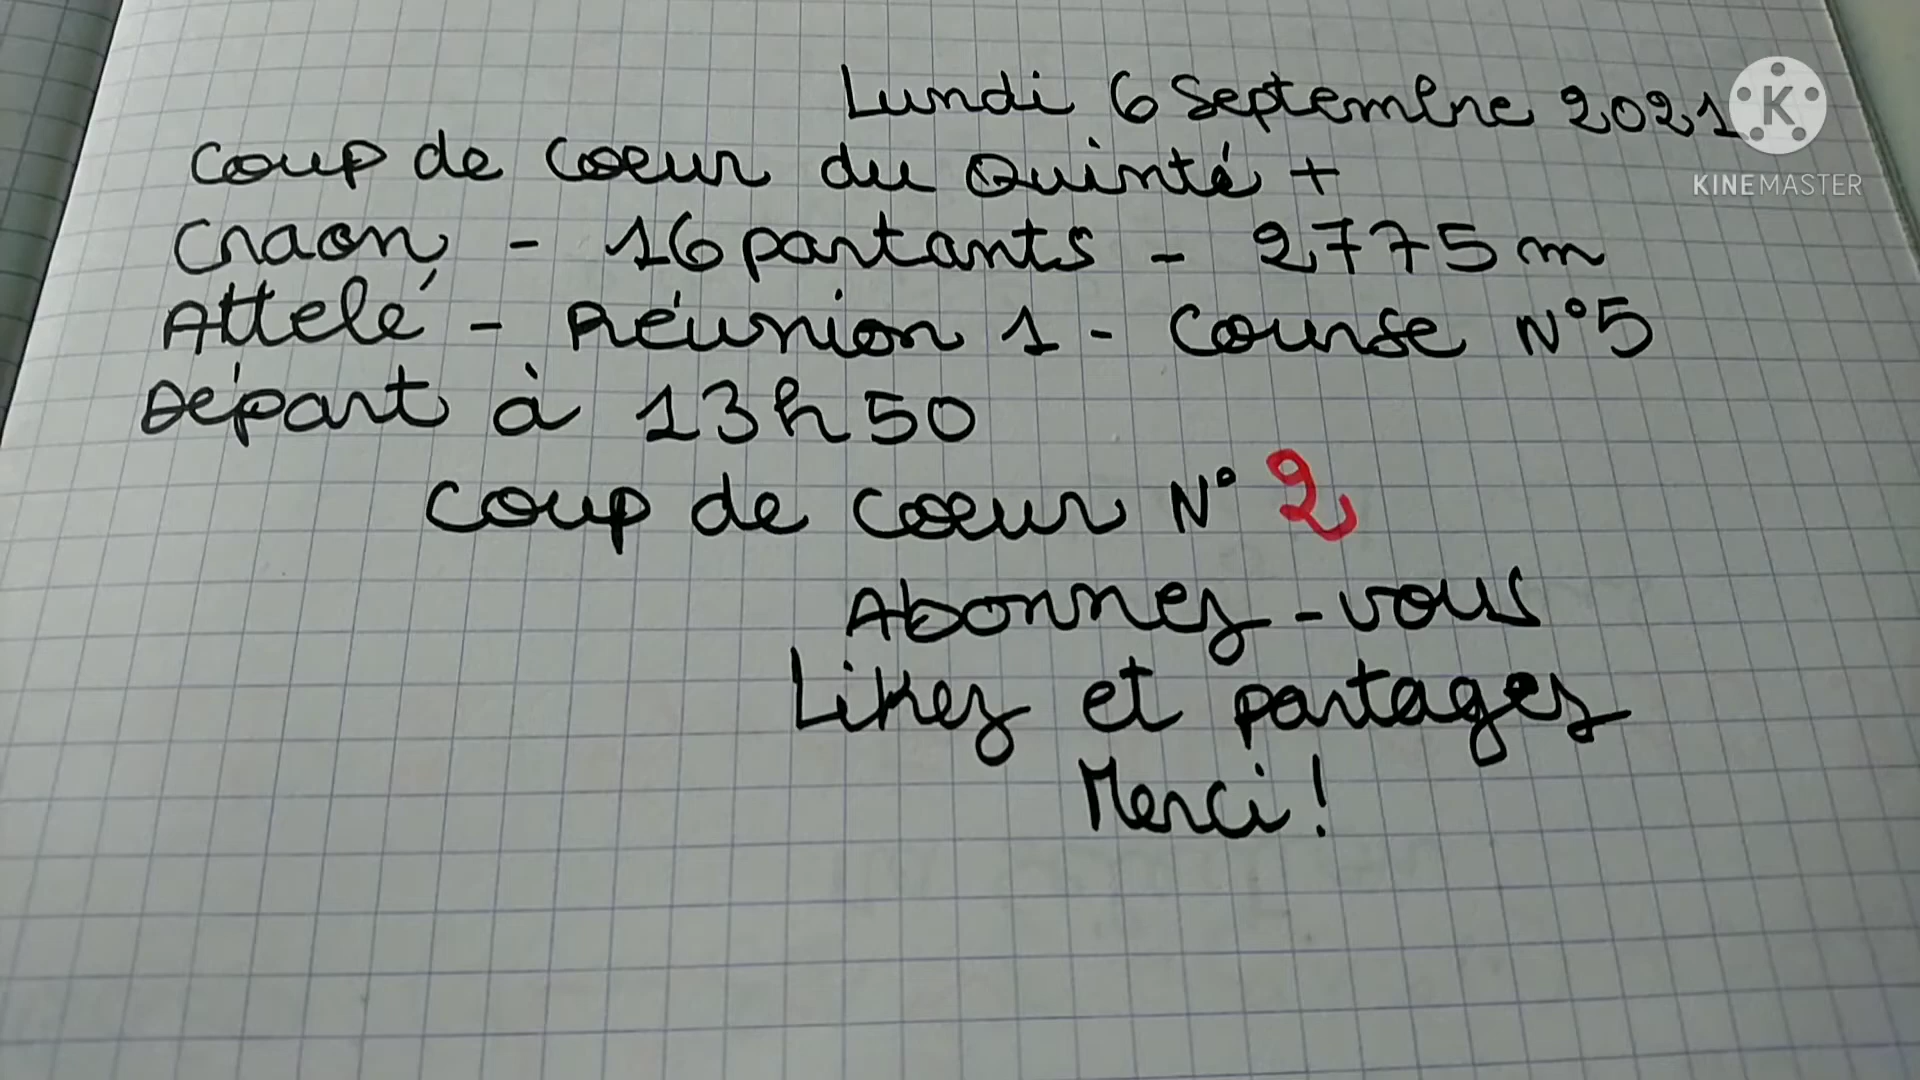 Lundi 6 Septembre 2021
Coup de coeur du Quinté +
Craon - 16 partants - 2775 m
Attelé - Réunion 1 - Course N°5
Départ à 13h50
Coup de coeur N° 2
Abonnez-vous
Likez et partagez
Merci !
K
KINEMASTER